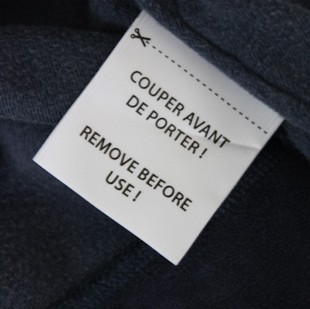 COUPER AVANT
DE PORTER !
REMOVE BEFORE
USE !